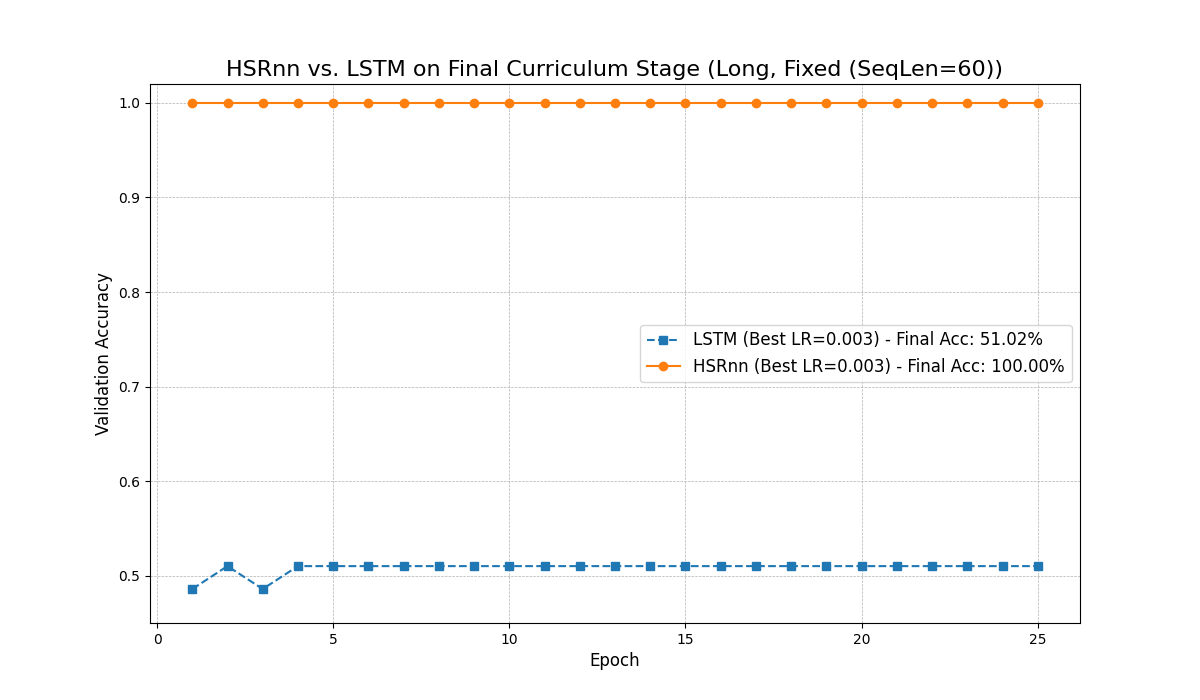 HSRnn vs. LSTM on Final Curriculum Stage (Long, Fixed (SeqLen=60))
Validation Accuracy
1.0
0.9
0.8
0.7
0.6
0.5
LSTM (Best LR=0.003) - Final Acc: 51.02%
HSRnn (Best LR=0.003) - Final Acc: 100.00%
0 5 10 15 20 25
Epoch